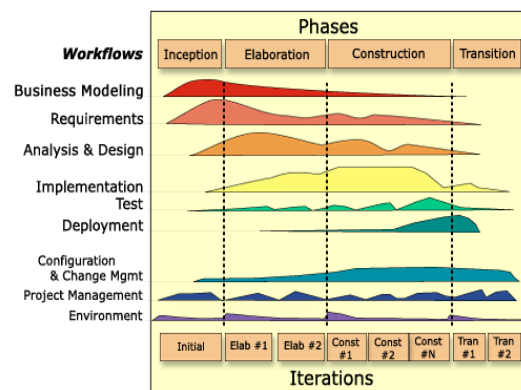 Phases
Workflows
Inception
Elaboration
Construction
Transition
Business Modeling
Requirements
Analysis & Design
Implementation
Test
Deployment
Configuration
& Change Mgmt
Project Management
Environment
Initial
Elab #1
Elab #2
Const
#1
Const
#2
Const
#N
Tran
#1
Tran
#2
Iterations